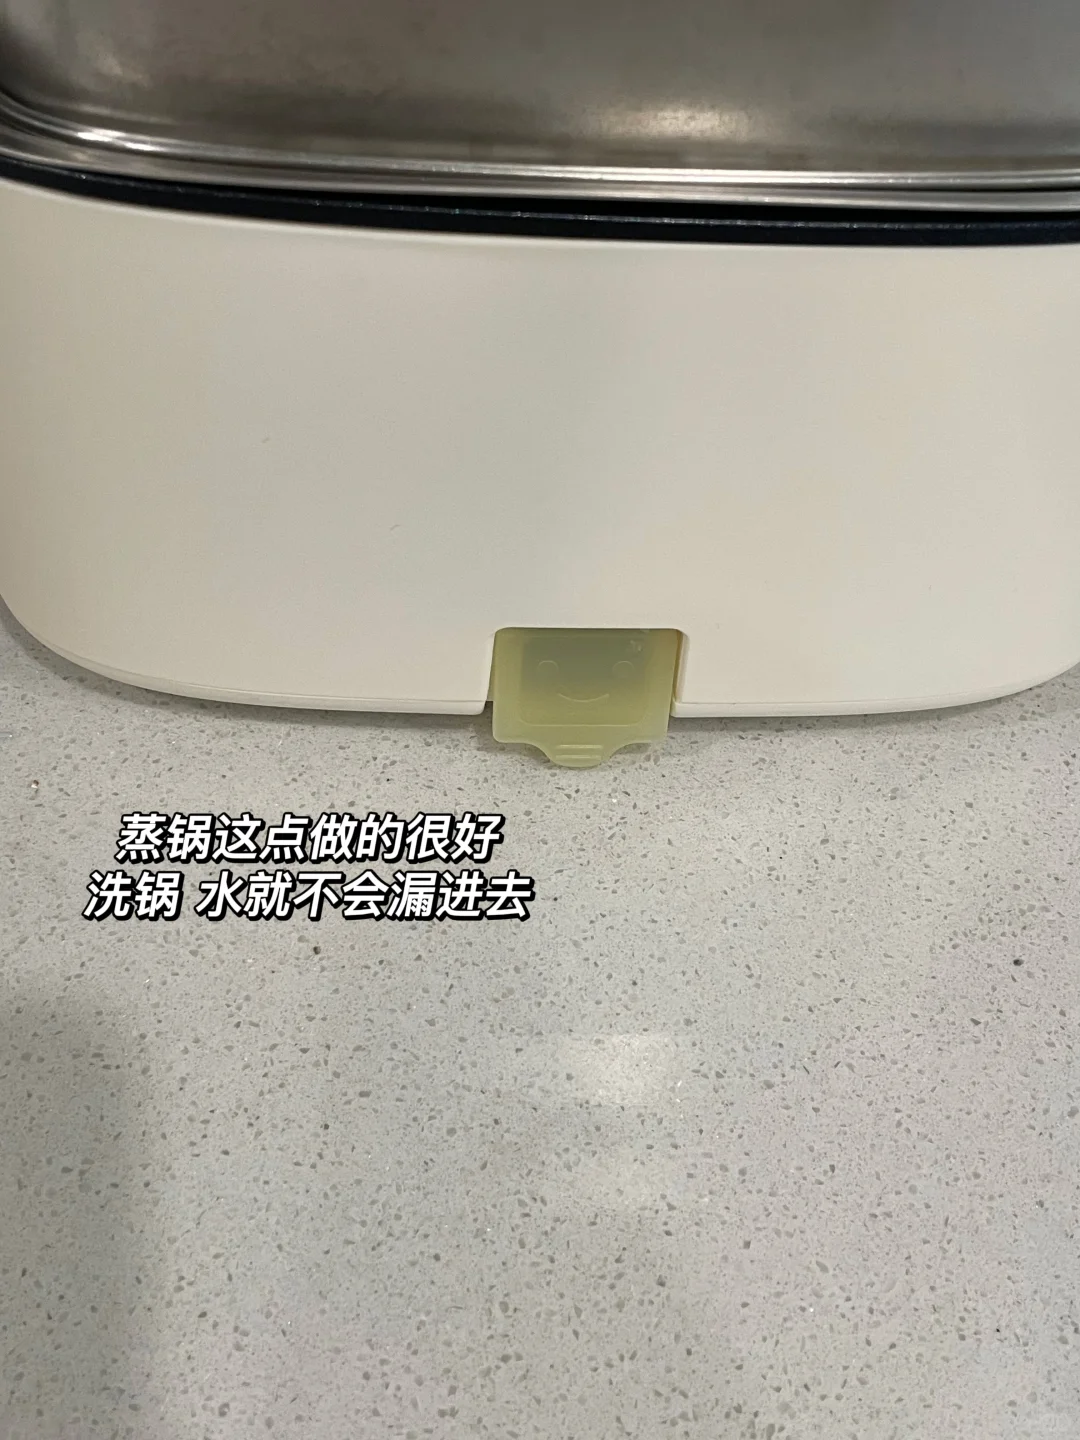 蒸锅这点做的很好
洗锅 水就不会漏进去